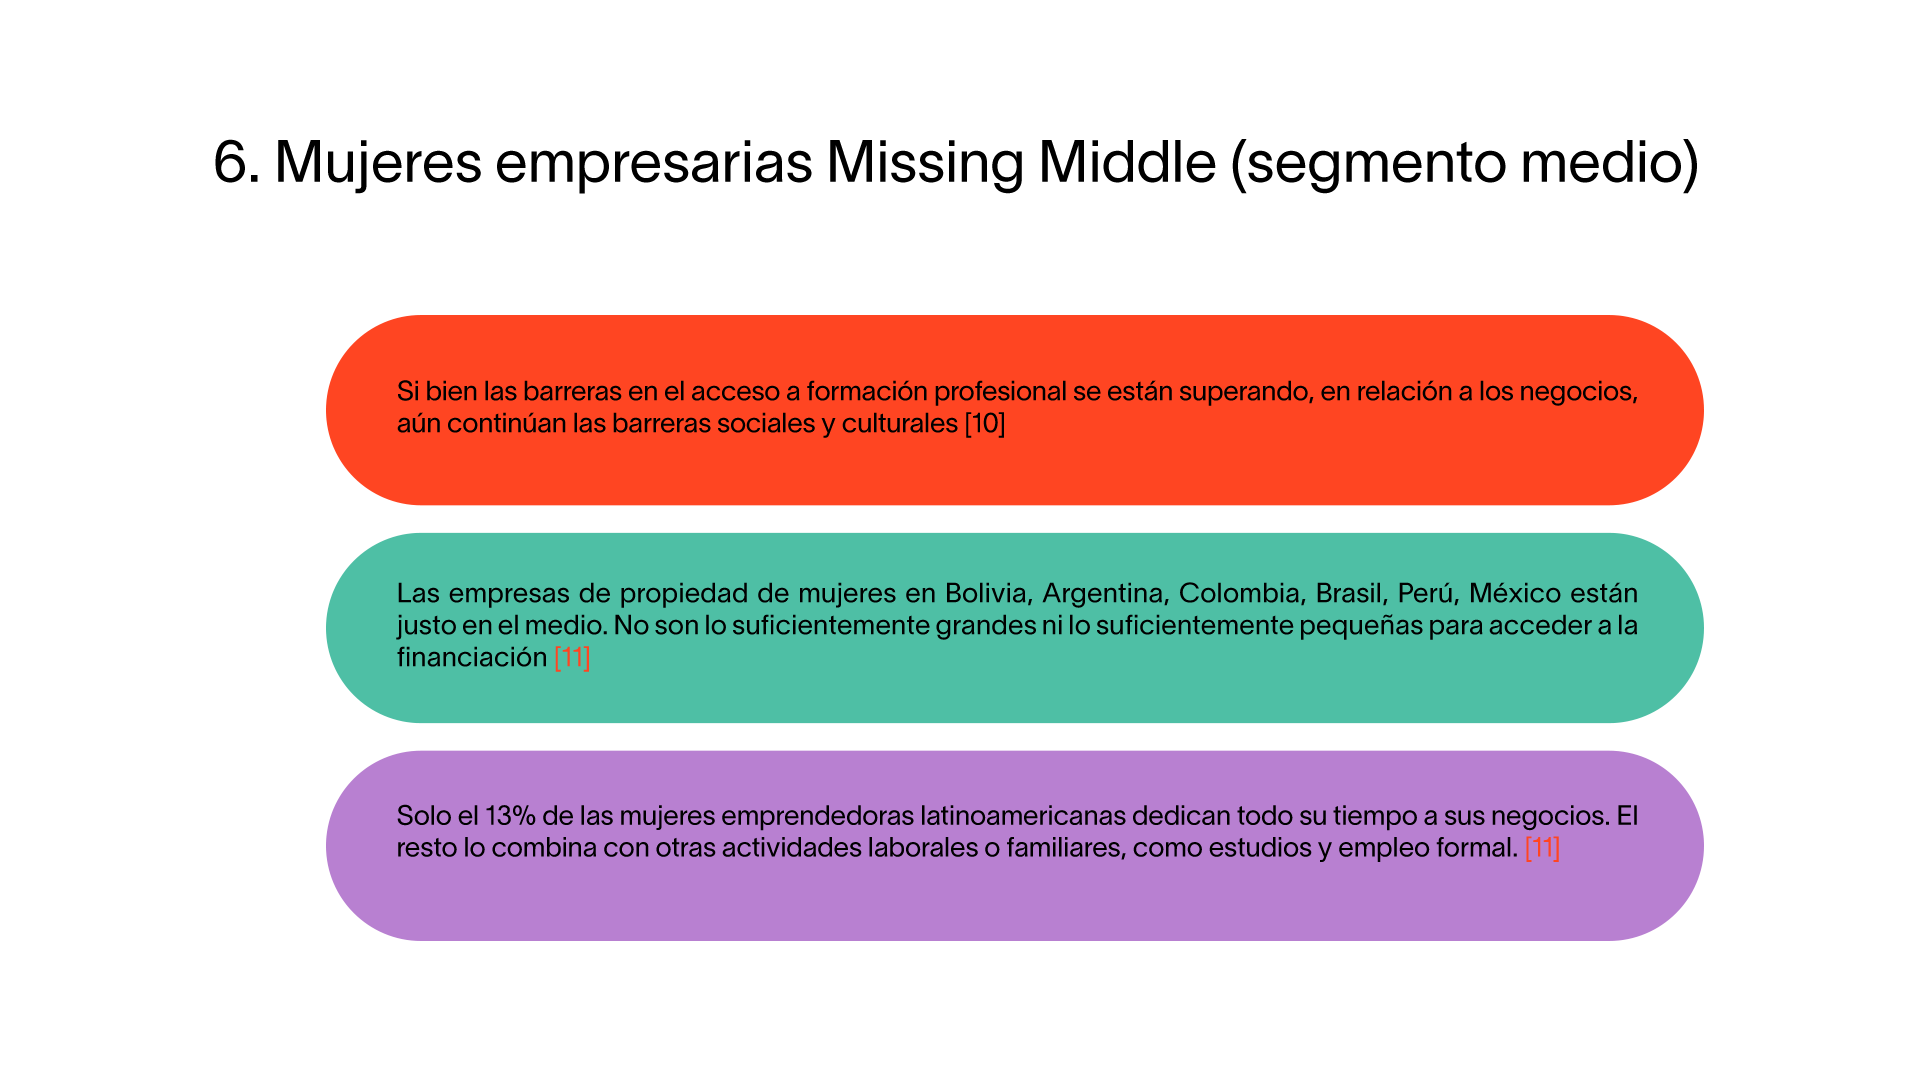 6. Mujeres empresarias Missing Middle (segmento medio)
Si bien las barreras en el acceso a formación profesional se están superando, en relación a los negocios,
aún continúan las barreras sociales y culturales [10]
Las empresas de propiedad de mujeres en Bolivia, Argentina, Colombia, Brasil, Perú, México están
justo en el medio. No son lo suficientemente grandes ni lo suficientemente pequeñas para acceder a la
financiación [11]
Solo el 13% de las mujeres emprendedoras latinoamericanas dedican todo su tiempo a sus negocios. El
resto lo combina con otras actividades laborales o familiares, como estudios y empleo formal. [11]